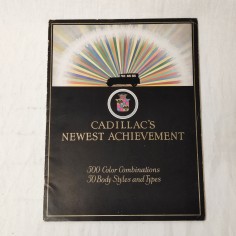 CADILLAC'S
NEWEST ACHIEVEMENT
500 Color Combinations
50 Body Styles and Types